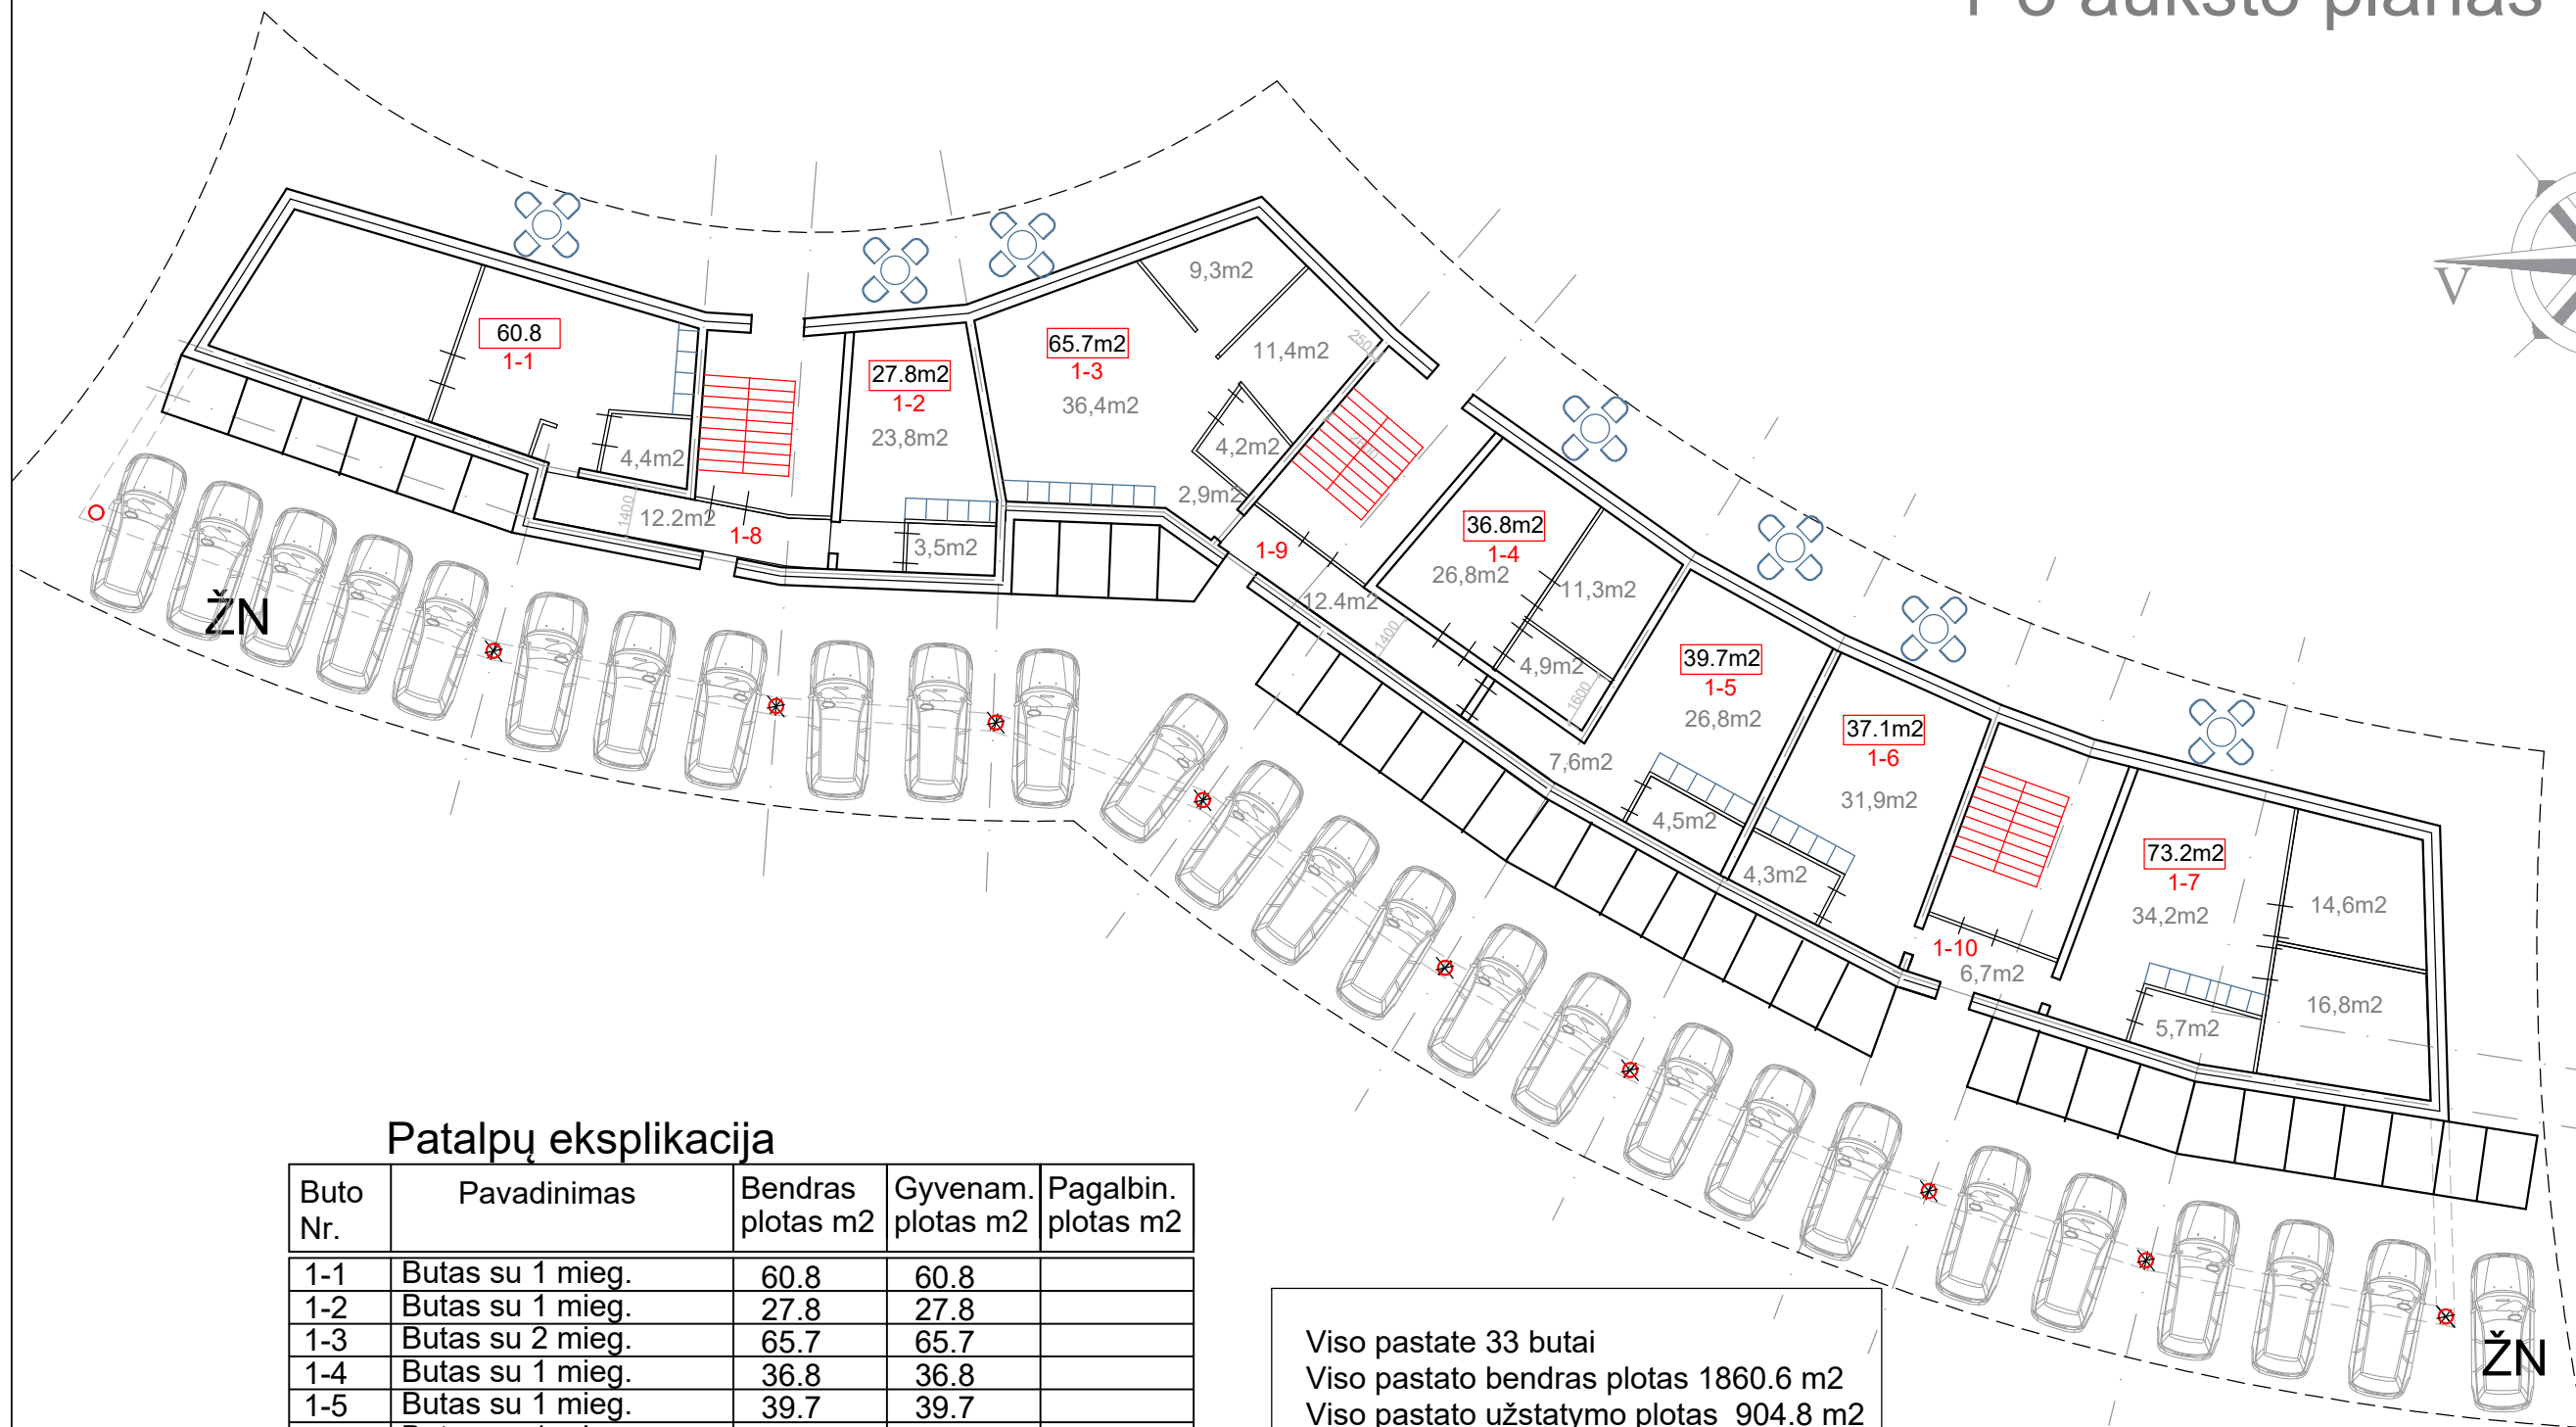 aukšto planas
V
60.8
1-1
4,4m2
1400
12.2m2
1-8
27.8m2
1-2
23,8m2
3,5m2
65.7m2
1-3
36,4m2
9,3m2
11,4m2
4,2m2
2,9m2
2600
1-9
12.4m2
1400
36.8m2
1-4
26,8m2
11,3m2
4,9m2
1600
39.7m2
1-5
26,8m2
7,6m2
4,5m2
37.1m2
1-6
31,9m2
4,3m2
1-10
6,7m2
73.2m2
1-7
34,2m2
14,6m2
16,8m2
5,7m2
ŽN
ŽN
Patalpų eksplikacija
Buto Nr. Pavadinimas Bendras plotas m2 Gyvenam. plotas m2 Pagalbin. plotas m2
1-1 Butas su 1 mieg. 60.8 60.8
1-2 Butas su 1 mieg. 27.8 27.8
1-3 Butas su 2 mieg. 65.7 65.7
1-4 Butas su 1 mieg. 36.8 36.8
1-5 Butas su 1 mieg. 39.7 39.7
Viso pastate 33 butai
Viso pastato bendras plotas 1860.6 m2
Viso pastato užstatymo plotas 904.8 m2